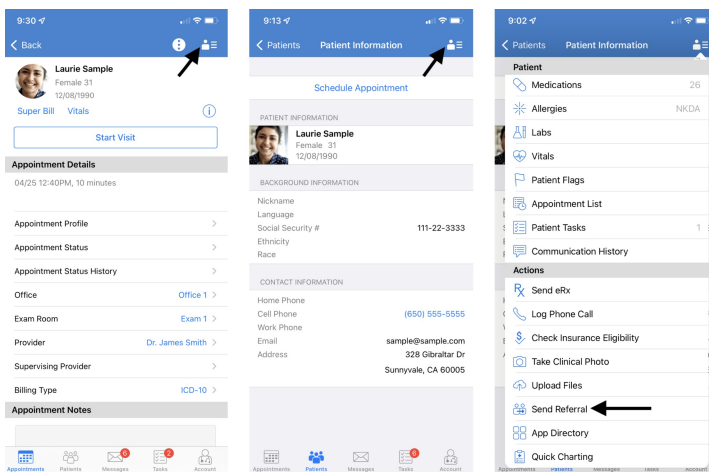 9:30
Back
Laurie Sample
Female 31
12/08/1990
Super Bill Vitals
Start Visit
Appointment Details
04/25 12:40PM, 10 minutes
Appointment Profile
Appointment Status
Appointment Status History
Office Office 1
Exam Room Exam 1
Provider Dr. James Smith
Supervising Provider
Billing Type ICD-10
Appointment Notes
6 2
Appointments Patients Messages Tasks Account
9:13
Patients Patient Information
Schedule Appointment
PATIENT INFORMATION
Laurie Sample
Female 31
12/08/1990
BACKGROUND INFORMATION
Nickname
Language
Social Security # 111-22-3333
Ethnicity
Race
CONTACT INFORMATION
Home Phone
Cell Phone (650) 555-5555
Work Phone
Email sample@sample.com
Address 328 Gibraltar Dr
Sunnyvale, CA 60005
6
Appointments Patients Messages Tasks Account
9:02
Patients Patient Information
Patient
Medications 26
Allergies NKDA
Labs
Vitals
Patient Flags
Appointment List
Patient Tasks 1
Communication History
Actions
Send eRx
Log Phone Call
Check Insurance Eligibility
Take Clinical Photo
Upload Files
Send Referral
App Directory
Quick Charting
Appointments Patients Messages Tasks Account